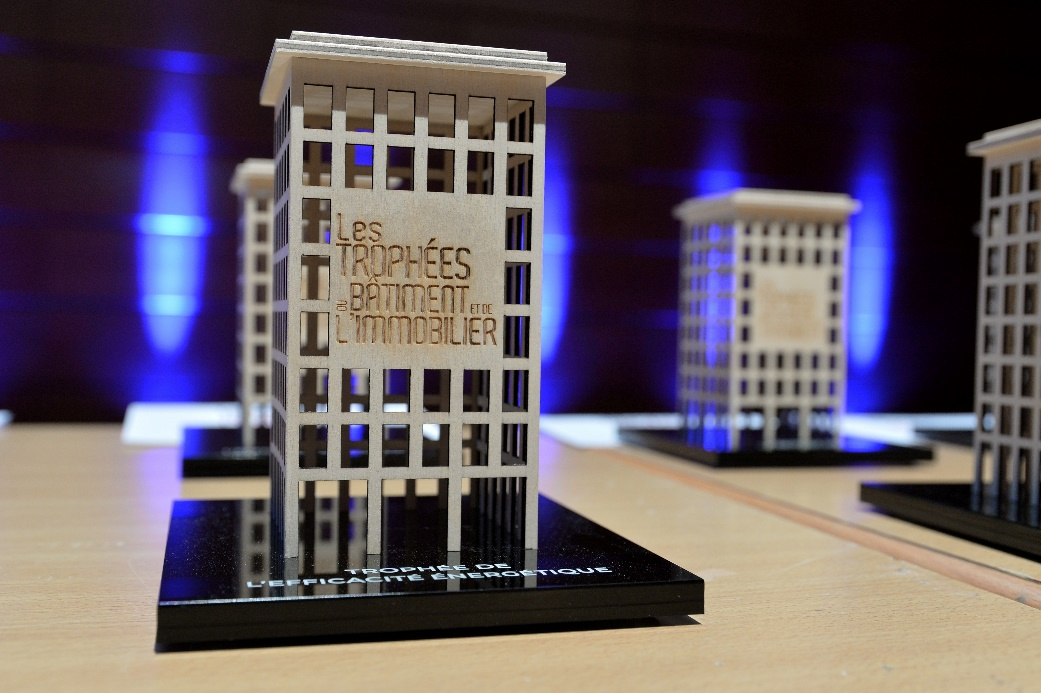 Les
TROPHÉES
DU BÂTIMENT ET DE
L'IMMOBILIER
TROPHÉE DE
L'EFFICACITÉ ÉNERGÉTIQUE